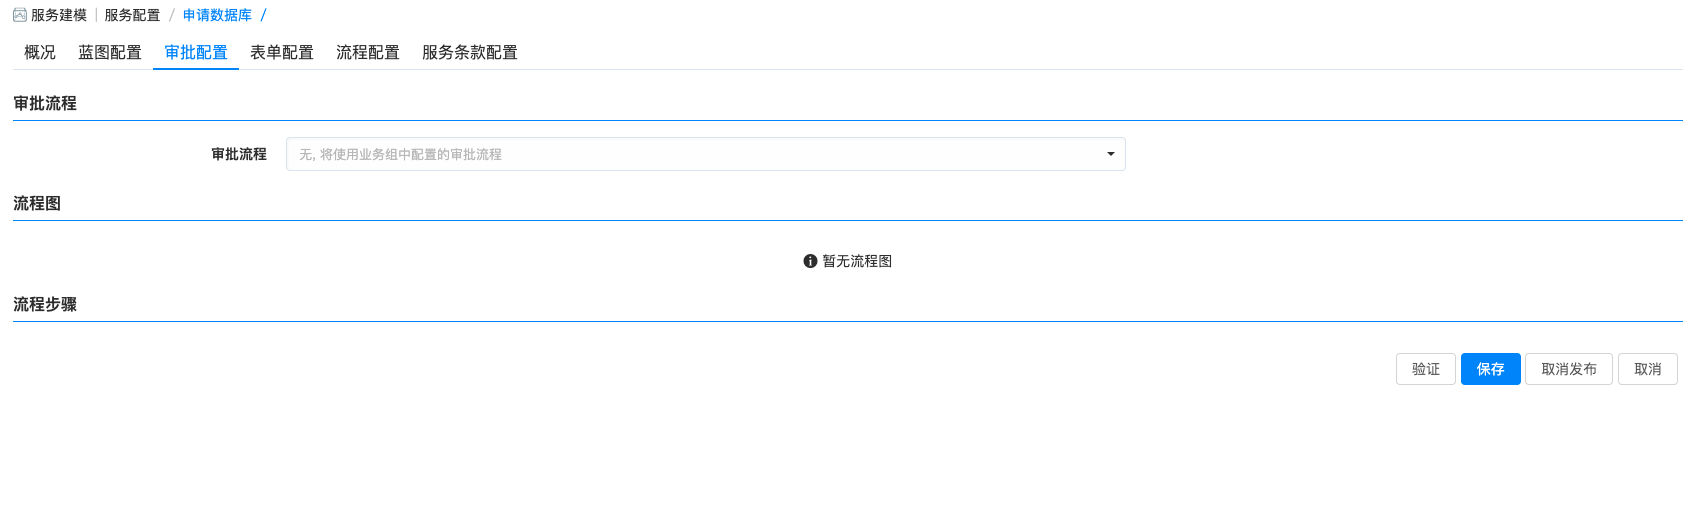 服务建模 | 服务配置 / 申请数据库 /
概况 蓝图配置 审批配置 表单配置 流程配置 服务条款配置
审批流程
审批流程 无, 将使用业务组中配置的审批流程
流程图
暂无流程图
流程步骤
验证 保存 取消发布 取消